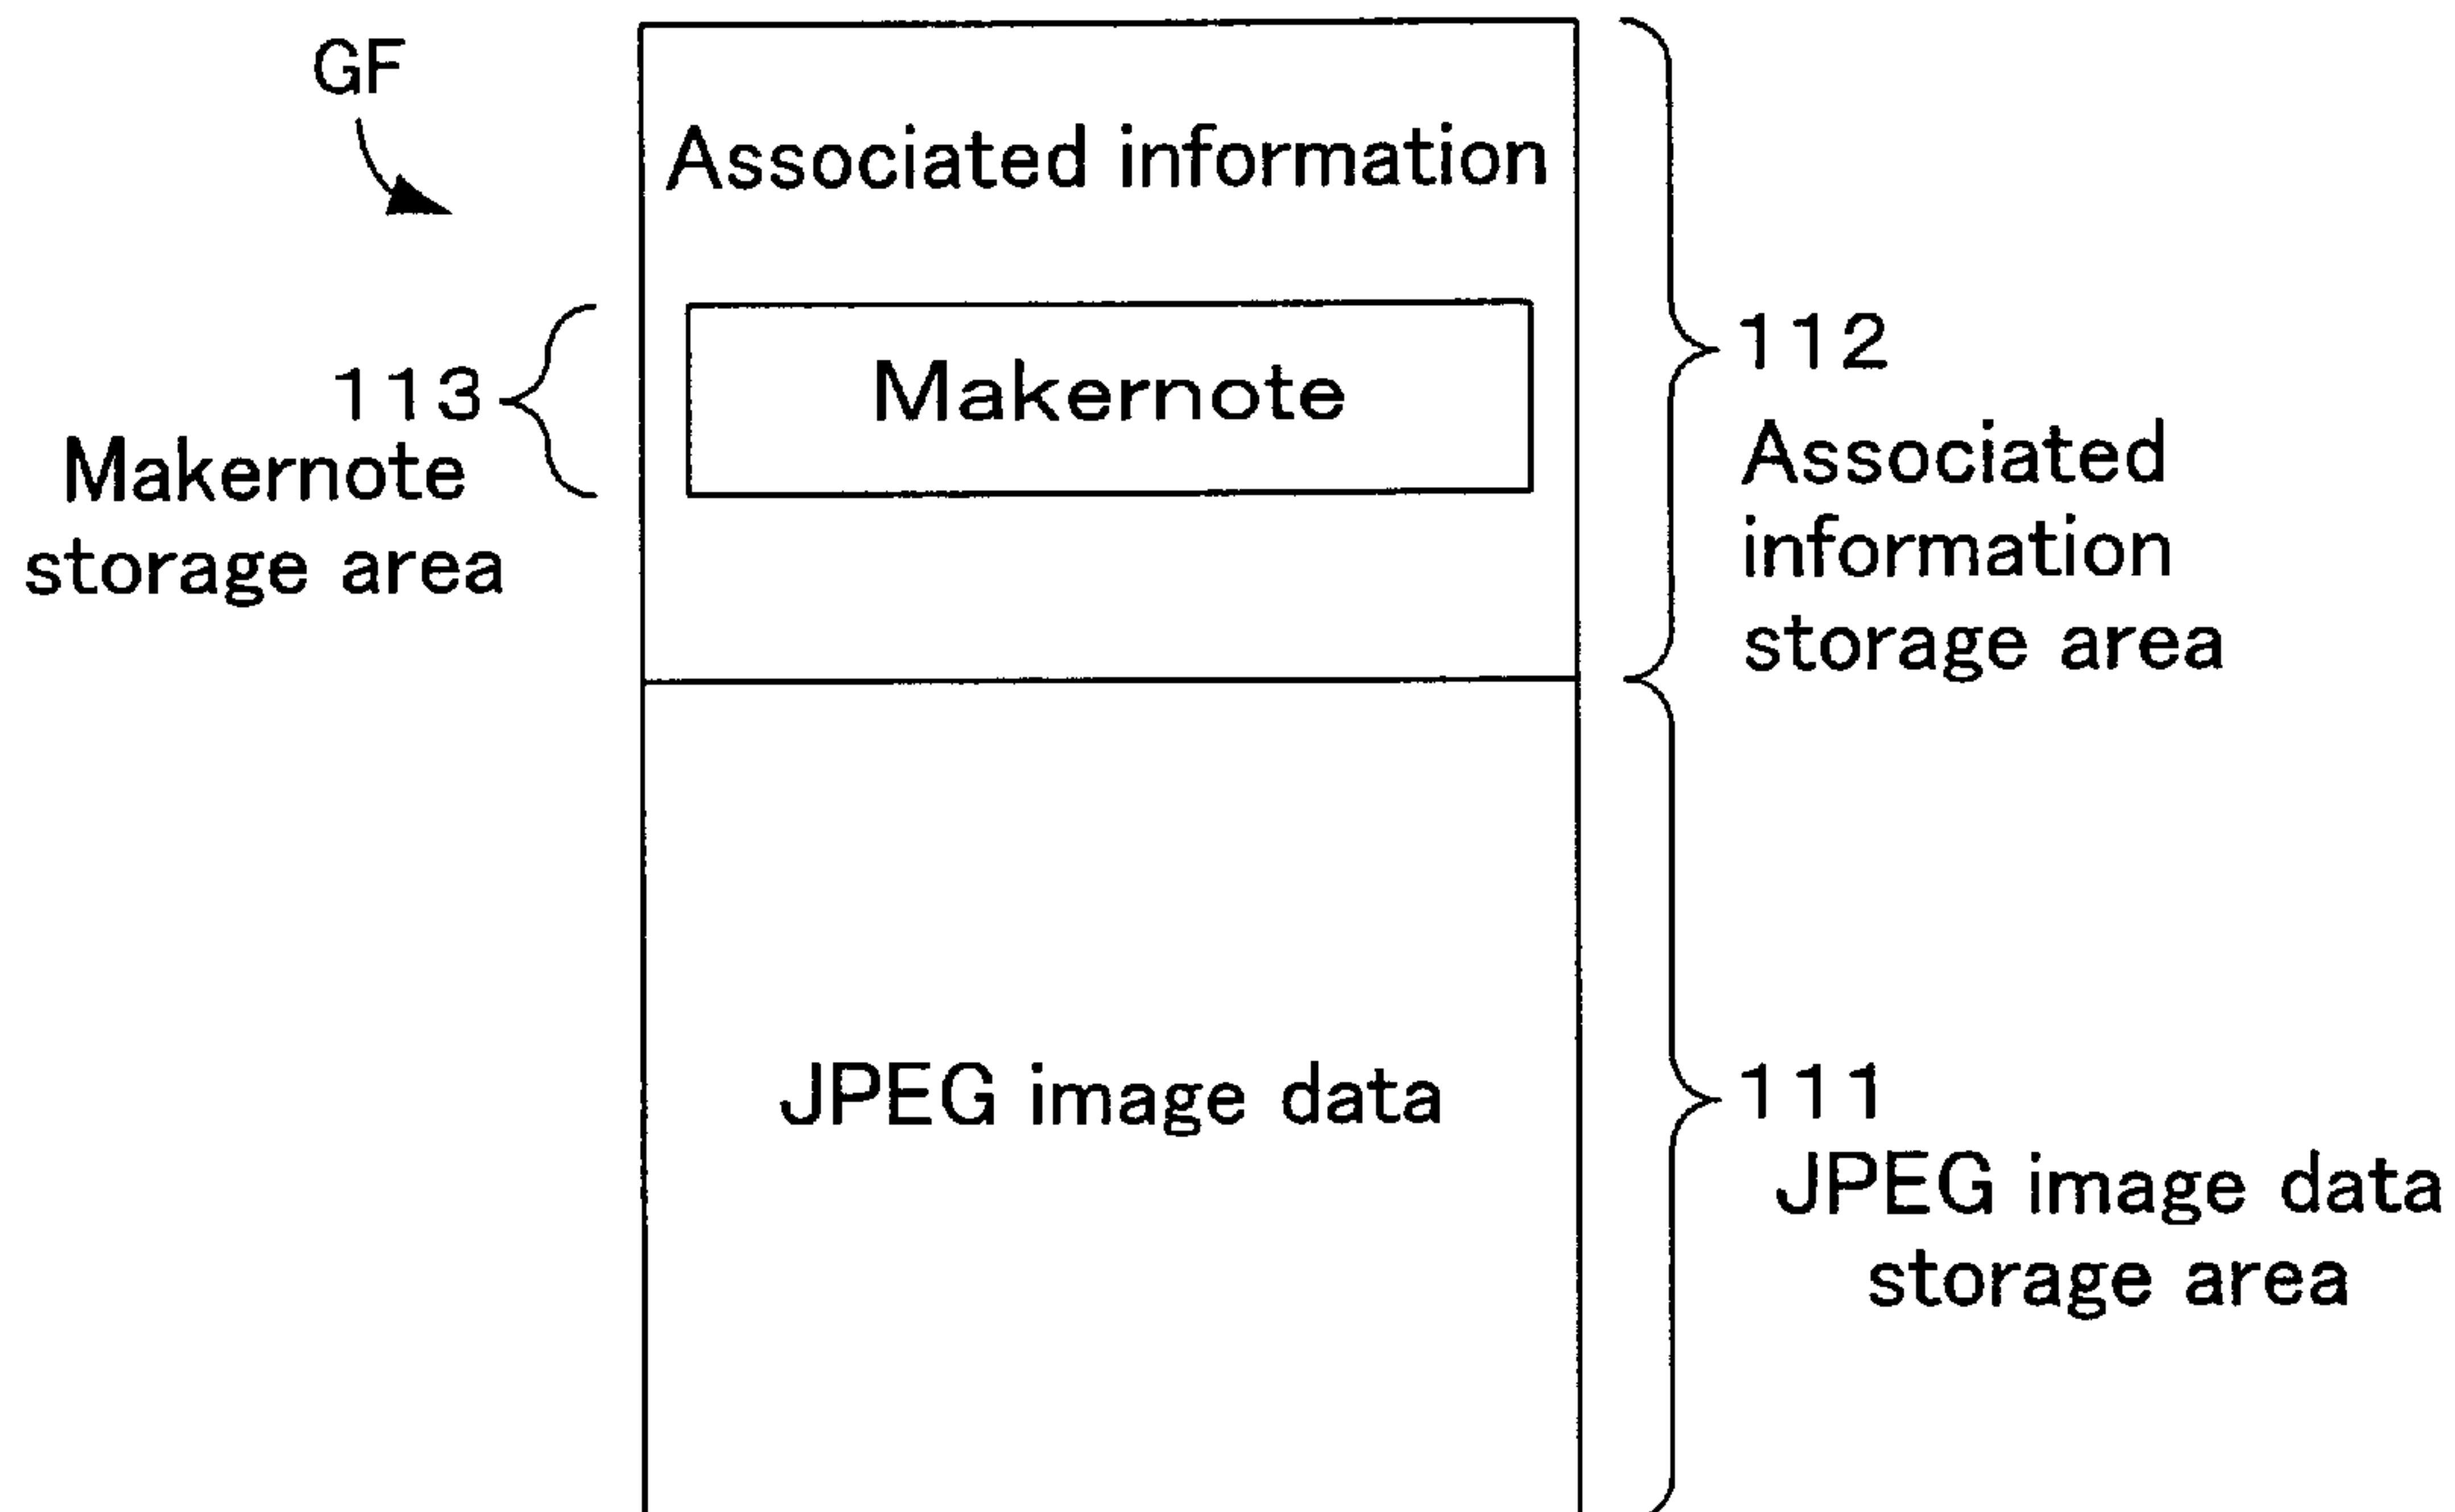 GF
Associated information
Makernote
113
Makernote
storage area
112
Associated
information
storage area
JPEG image data
111
JPEG image data
storage area